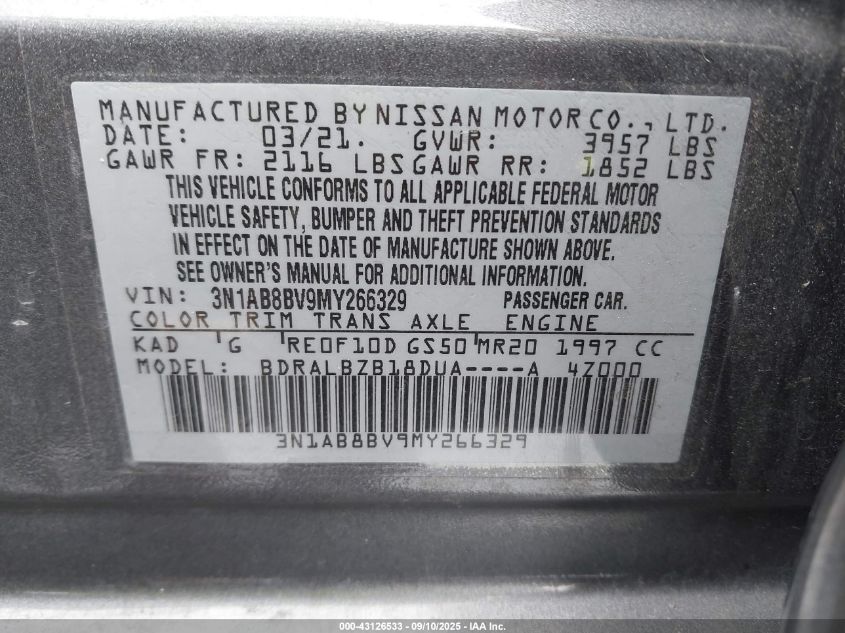 MANUFACTURED BY NISSAN MOTOR CO., LTD.
DATE: 03/21. GVWR: 3957 LBS
GAWR FR: 2116 LBS GAWR RR: 1852 LBS
THIS VEHICLE CONFORMS TO ALL APPLICABLE FEDERAL MOTOR
VEHICLE SAFETY, BUMPER AND THEFT PREVENTION STANDARDS
IN EFFECT ON THE DATE OF MANUFACTURE SHOWN ABOVE.
SEE OWNER'S MANUAL FOR ADDITIONAL INFORMATION.
VIN: 3N1AB8BV9MY266329 PASSENGER CAR.
COLOR TRIM TRANS AXLE ENGINE
KAD G RE0F10D GS50 MR20 1997 CC
MODEL: BDRALBZB18DUA----A 4Z000
3N1AB8BV9MY266329
000-43126533 - 09/10/2025 - IAA Inc.